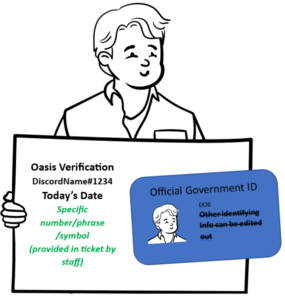 Oasis Verification
DiscordName#1234
Today's Date
Specific
number/phrase
/symbol
(provided in ticket by
staff)
Official Government ID
DOB
Other Identifying
Info can be edited
out